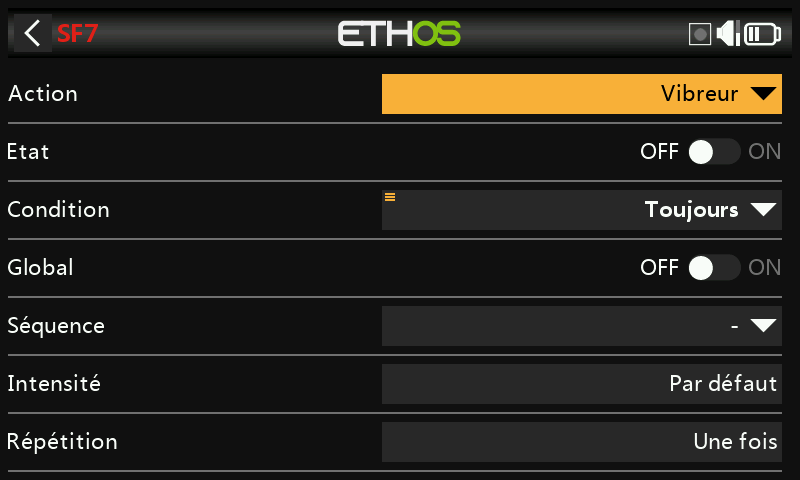 SF7 ETHOS
Action Vibreur
Etat OFF ON
Condition Toujours
Global OFF ON
Séquence -
Intensité Par défaut
Répétition Une fois